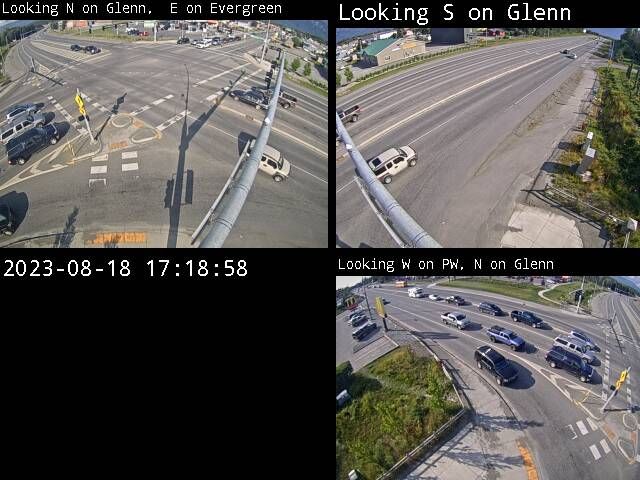 Looking N on Glenn,  E on Evergreen
Looking S on Glenn
2023-08-18 17:18:58
Looking W on PW, N on Glenn